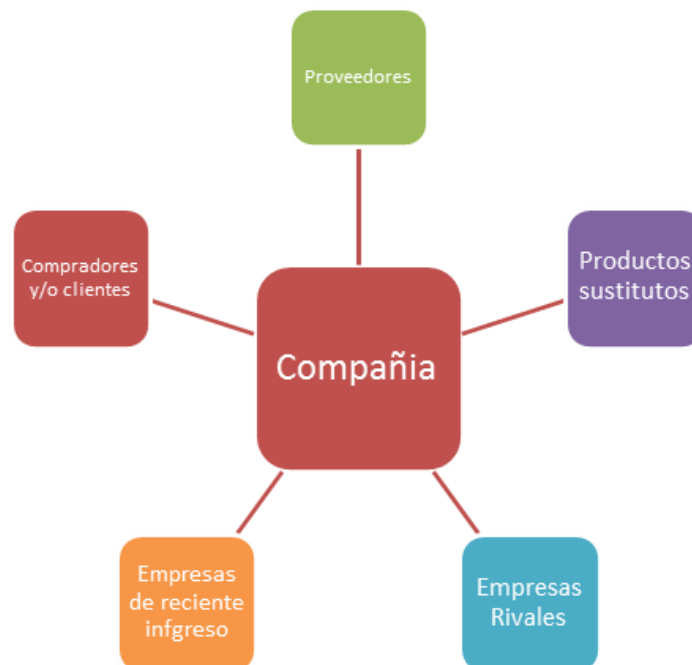 Proveedores
Compradores
y/o clientes
Productos
sustitutos
Compañia
Empresas
de reciente
infgreso
Empresas
Rivales